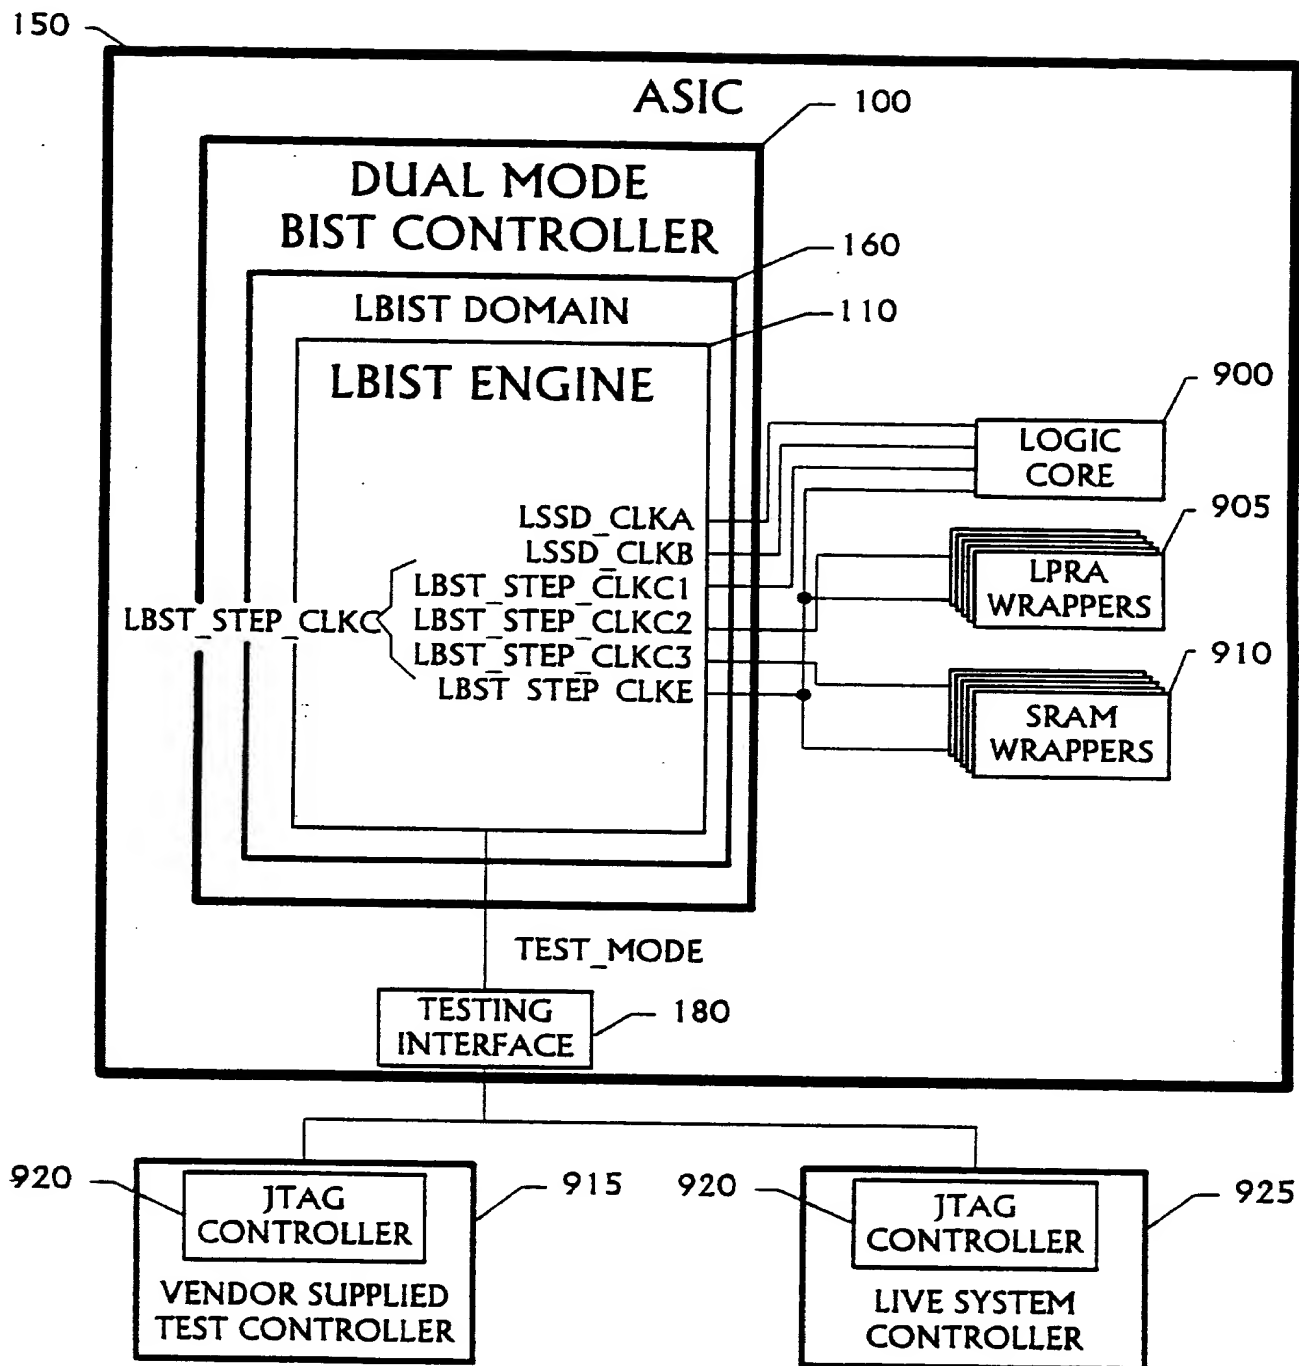 150
ASIC
100
DUAL MODE
BIST CONTROLLER
160
LBIST DOMAIN
110
LBIST ENGINE
900
LOGIC
CORE
LSSD_CLKA
905
LSSD_CLKB
LBST_STEP_CLKC1
LPRA
WRAPPERS
LBST_STEP_CLKC
LBST_STEP_CLKC2
LBST_STEP_CLKC3
910
LBST_STEP_CLKE
SRAM
WRAPPERS
TEST_MODE
TESTING
INTERFACE
180
920
JTAG
CONTROLLER
915
VENDOR SUPPLIED
TEST CONTROLLER
920
JTAG
CONTROLLER
925
LIVE SYSTEM
CONTROLLER